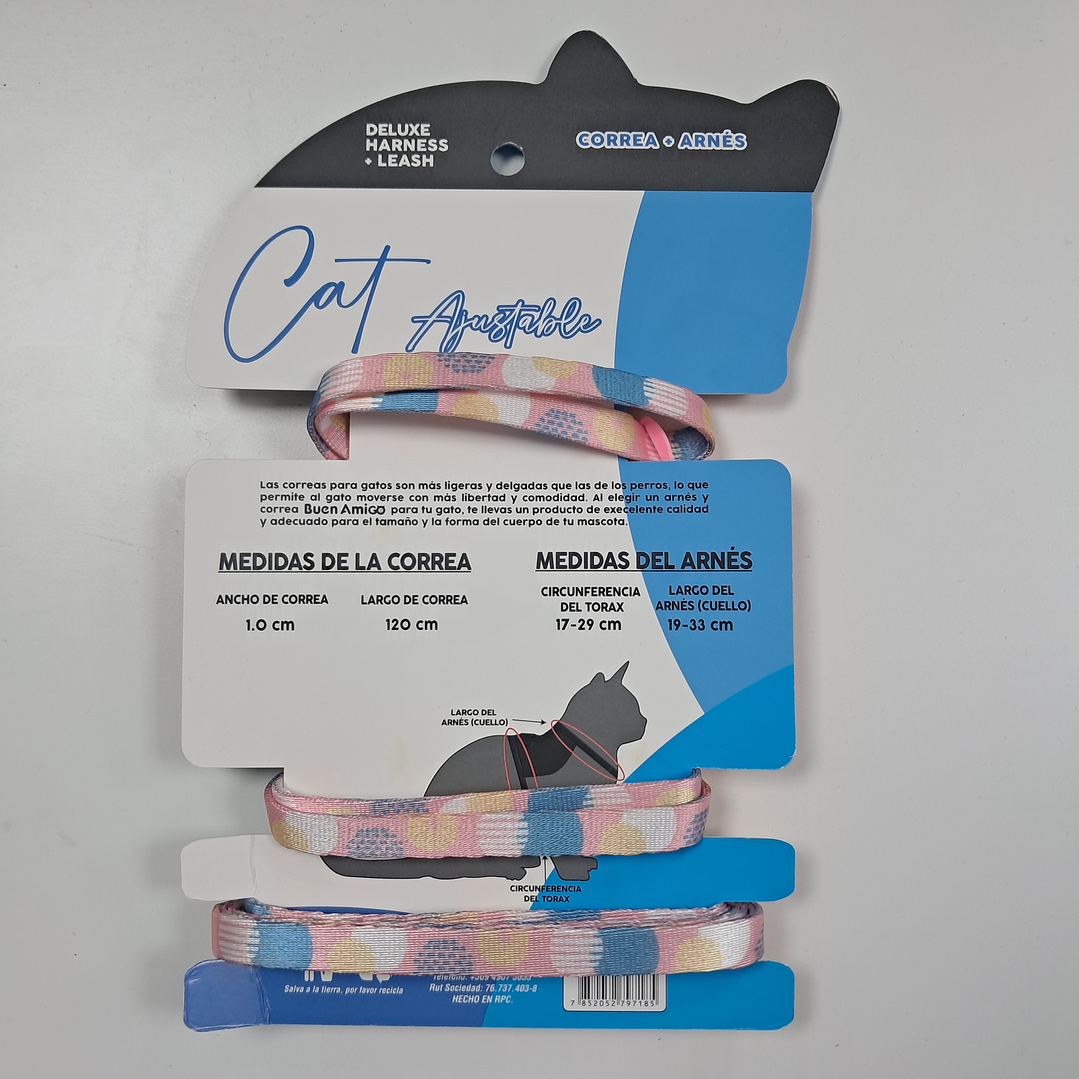 DELUXE
HARNESS
+ LEASH
CORREA + ARNÉS
Cat
Ajustable
Las correas para gatos son más ligeras y delgadas que las de los perros, lo que
permite al gato moverse con más libertad y comodidad. Al elegir un arnés y
correa Buen Amigo para tu gato, te llevas un producto de execelente calidad
y adecuado para el tamaño y la forma del cuerpo de tu mascota.
MEDIDAS DE LA CORREA
ANCHO DE CORREA
1.0 cm
LARGO DE CORREA
120 cm
MEDIDAS DEL ARNÉS
CIRCUNFERENCIA
DEL TORAX
17-29 cm
LARGO DEL
ARNÉS (CUELLO)
19-33 cm
LARGO DEL
ARNÉS (CUELLO)
CIRCUNFERENCIA
DEL TORAX
Salva a la tierra, por favor recicla
Rut Sociedad: 76.737.403-8
HECHO EN RPC.
7 852052 797185